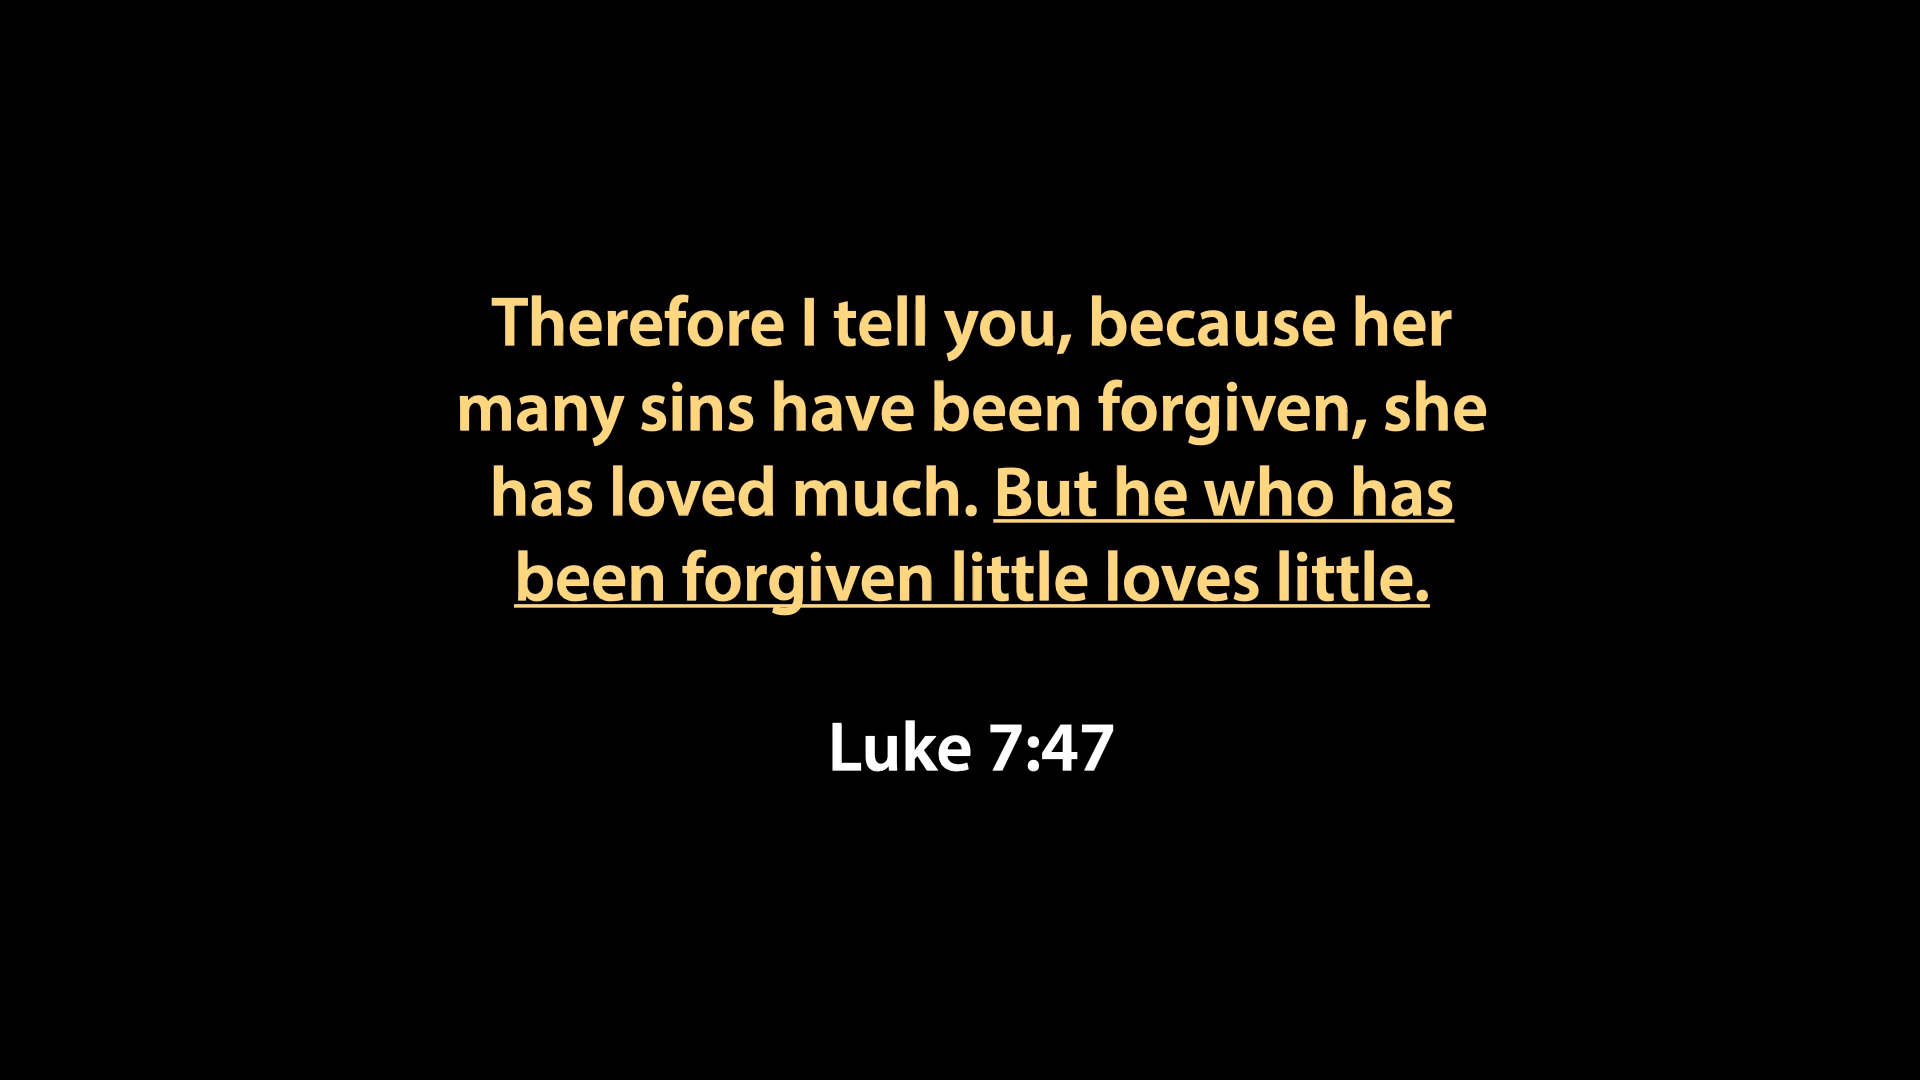 Therefore I tell you, because her
many sins have been forgiven, she
has loved much. But he who has
been forgiven little loves little.
Luke 7:47